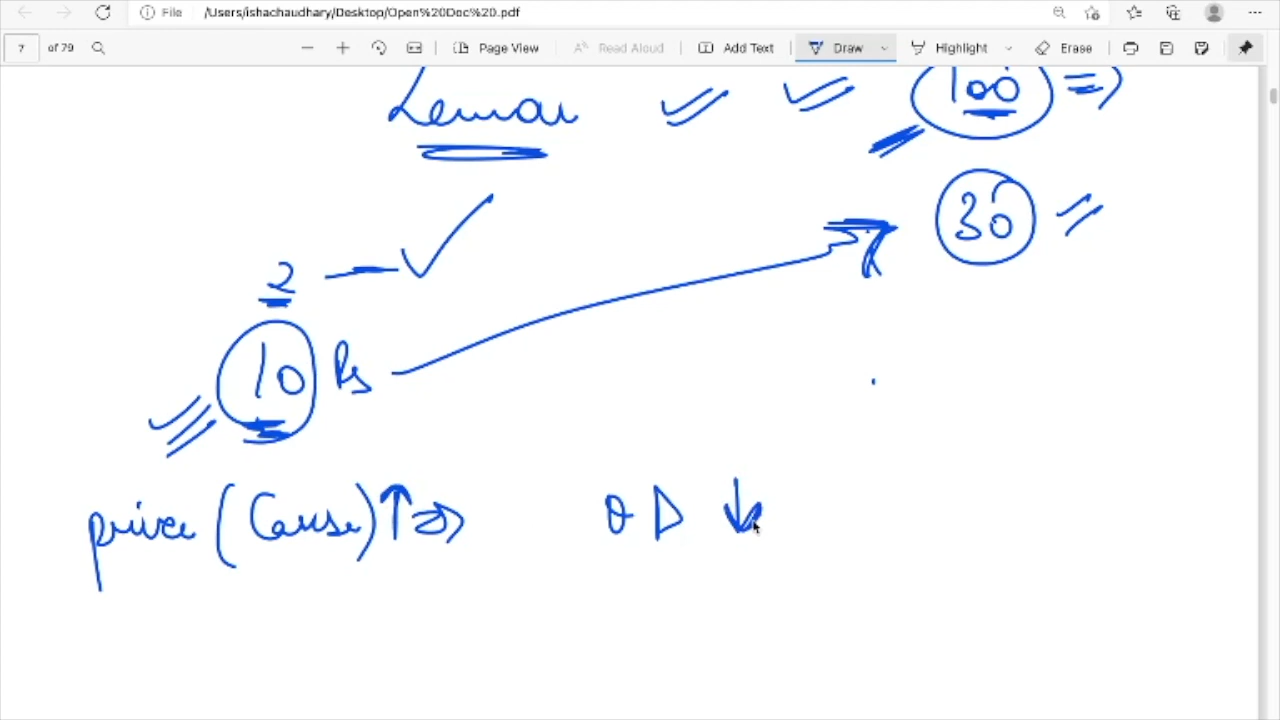 File /Users/ishachaudhary/Desktop/Open%20Doc%20.pdf
7 of 79 Page View Read Aloud Add Text Draw Highlight Erase
100 =>
Lemon
30
2
10 Rs
price (Cause) ↑ => QD ↓